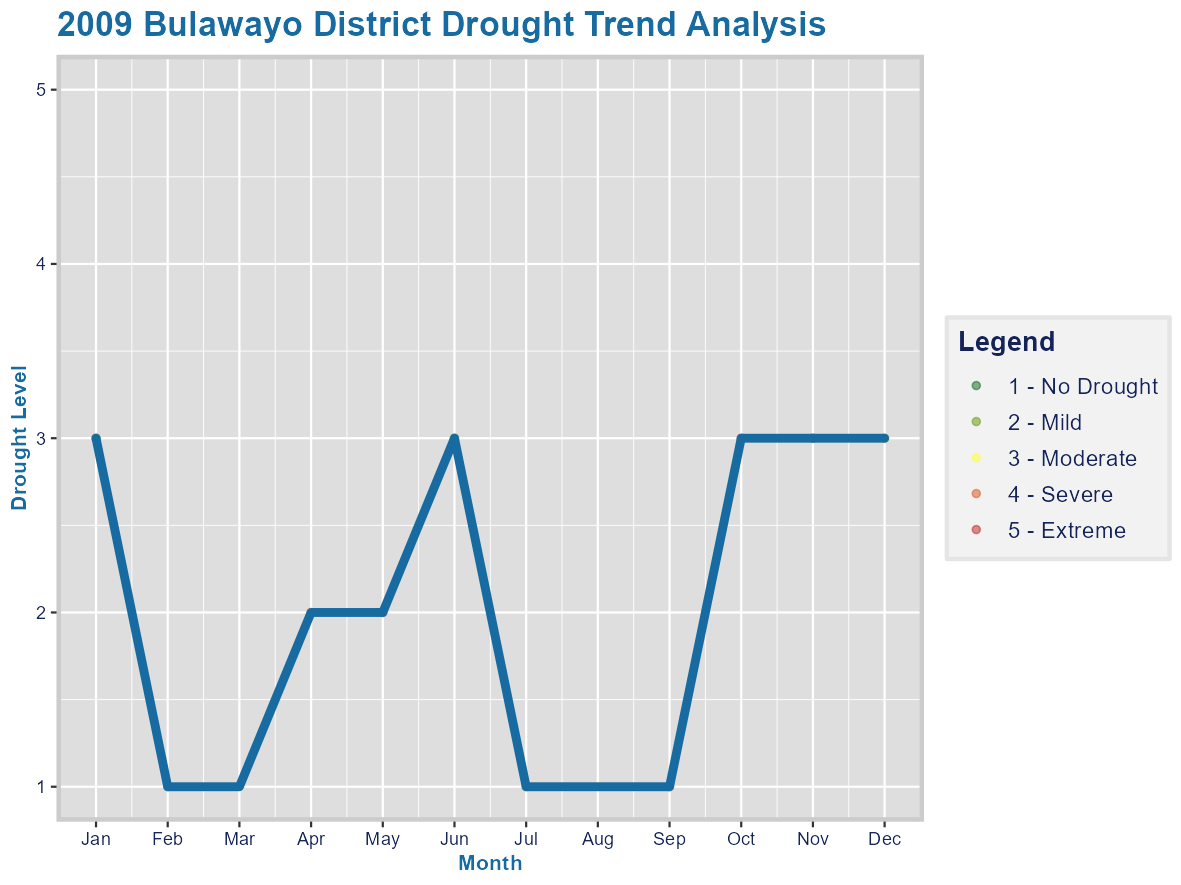 2009 Bulawayo District Drought Trend Analysis
Drought Level
5
4
3
2
1
Jan Feb Mar Apr May Jun Jul Aug Sep Oct Nov Dec
Month
Legend
1 - No Drought
2 - Mild
3 - Moderate
4 - Severe
5 - Extreme